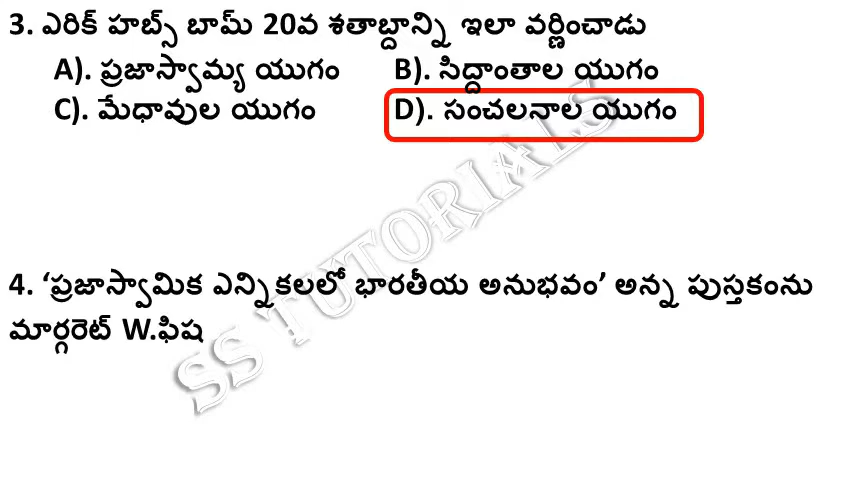 3. ఎరిక్ హబ్స్ బామ్ 20వ శతాబ్దాన్ని ఇలా వర్ణించాడు
A). ప్రజాస్వామ్య యుగం B). సిద్దాంతాల యుగం
C). మేధావుల యుగం D). సంచలనాల యుగం
SS TUTORIALS
4. ‘ప్రజాస్వామిక ఎన్నికలలో భారతీయ అనుభవం’ అన్న పుస్తకంను
మార్గరెట్ W.ఫిష